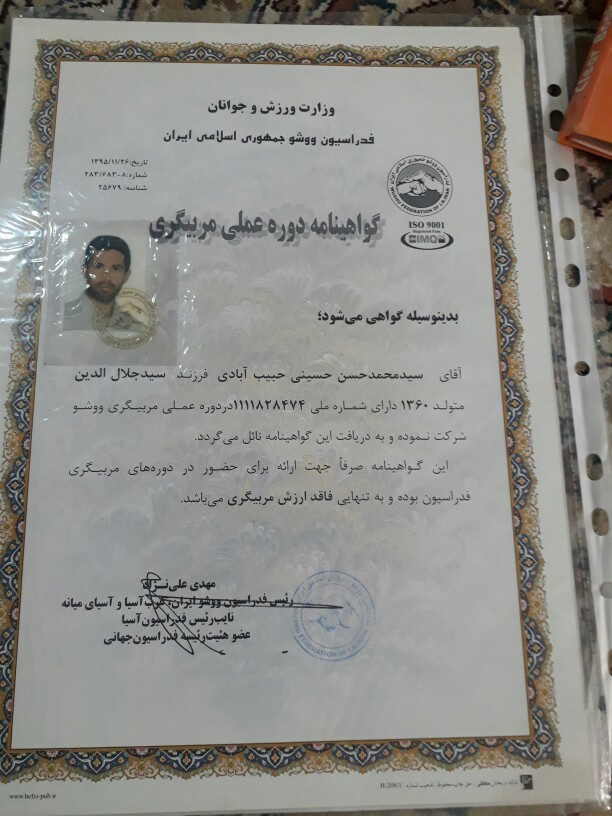 وزارت ورزش و جوانان
فدراسیون ووشو جمهوری اسلامی ایران
تاریخ: ۱۳۹۵/۱۱/۲۶
شماره: ۲۸۳/۶۸۳-۸
شناسه: ۲۵۶۷۹
ISO 9001
IMQ
گواهینامه دوره عملی مربیگری
بدینوسیله گواهی می‌شود؛
آقای سیدمحمدحسن حسینی حبیب آبادی فرزند سیدجلال الدین
متولد ۱۳۶۰ دارای شماره ملی ۱۱۱۱۸۲۸۴۷۴دردوره عملی مربیگری ووشو
شرکت نموده و به دریافت این گواهینامه نائل می‌گردد.
این گواهینامه صرفاً جهت ارائه برای حضور در دوره‌های مربیگری
فدراسیون بوده و به تنهایی فاقد ارزش مربیگری می‌باشد.
مهدی علی‌نژاد
رئیس فدراسیون ووشو ایران، غرب آسیا و آسیای میانه
نایب‌رئیس فدراسیون‌آسیا
عضو هئیت‌رئیسه فدراسیون‌جهانی
www.hefzi-pub.ir